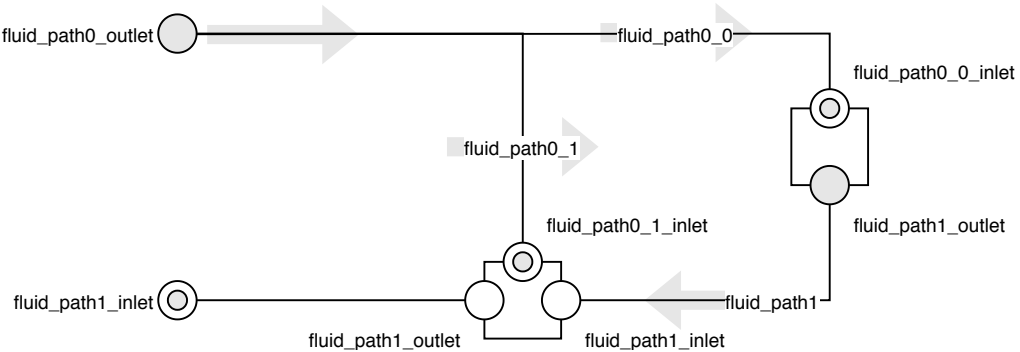 fluid_path0_outlet
fluid_path0_0
fluid_path0_0_inlet
fluid_path0_1
fluid_path0_1_inlet
fluid_path1_outlet
fluid_path1_inlet
fluid_path1
fluid_path1_outlet
fluid_path1_inlet